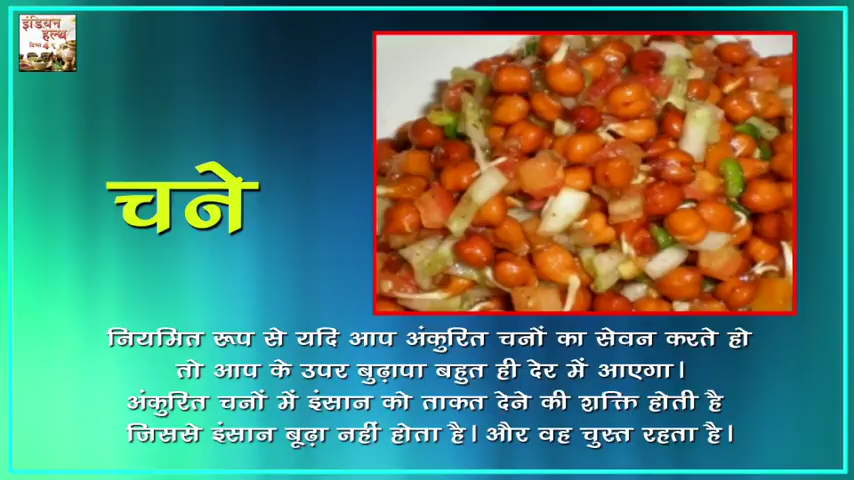 इंडियन
हेल्थ
चने
नियमित रूप से यदि आप अंकुरित चनों का सेवन करते हो
तो आप के उपर बुढ़ापा बहुत ही देर में आएगा।
अंकुरित चनों में इंसान को ताकत देने की शक्ति होती है
जिससे इंसान बूढ़ा नहीं होता है। और वह चुस्त रहता है।